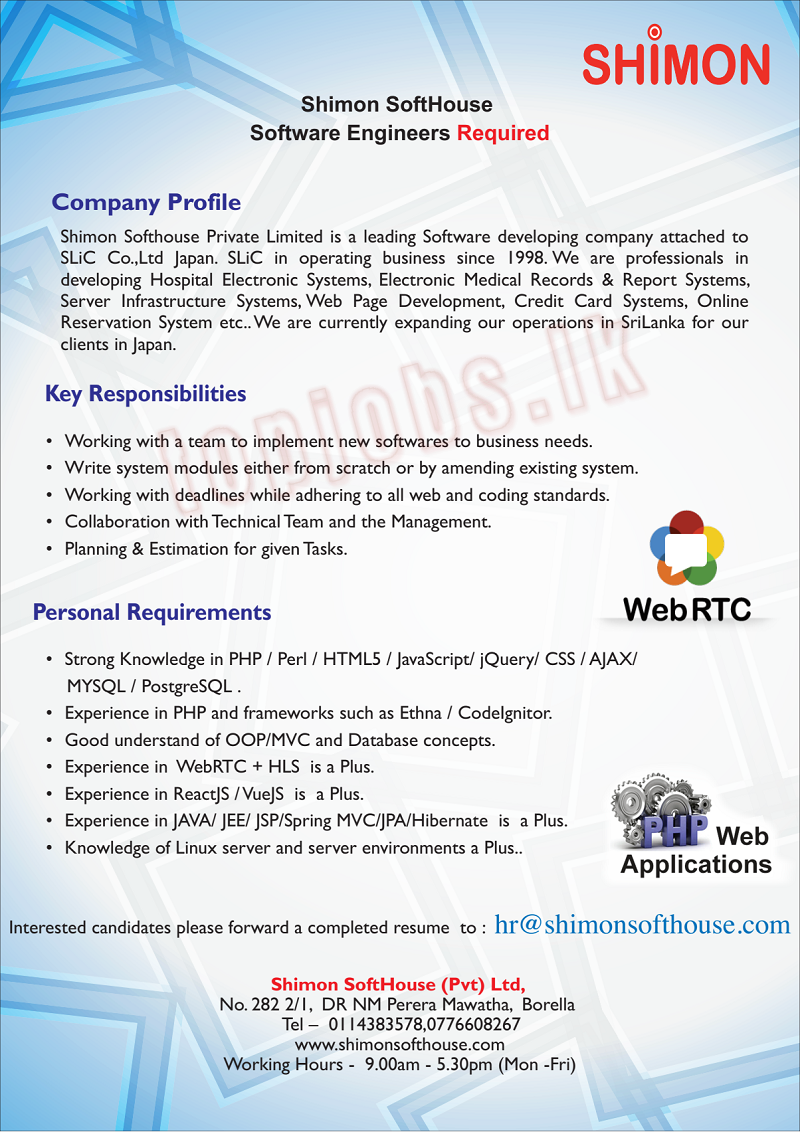 SHiMON
Shimon SoftHouse
Software Engineers Required
Company Profile
Shimon Softhouse Private Limited is a leading Software developing company attached to
SLiC Co.,Ltd Japan. SLiC in operating business since 1998. We are professionals in
developing Hospital Electronic Systems, Electronic Medical Records & Report Systems,
Server Infrastructure Systems, Web Page Development, Credit Card Systems, Online
Reservation System etc.. We are currently expanding our operations in SriLanka for our
clients in Japan.
topjobs.lk
Key Responsibilities
• Working with a team to implement new softwares to business needs.
• Write system modules either from scratch or by amending existing system.
• Working with deadlines while adhering to all web and coding standards.
• Collaboration with Technical Team and the Management.
• Planning & Estimation for given Tasks.
WebRTC
Personal Requirements
• Strong Knowledge in PHP / Perl / HTML5 / JavaScript/ jQuery/ CSS / AJAX/
MYSQL / PostgreSQL .
• Experience in PHP and frameworks such as Ethna / CodeIgnitor.
• Good understand of OOP/MVC and Database concepts.
• Experience in WebRTC + HLS is a Plus.
• Experience in ReactJS / VueJS is a Plus.
• Experience in JAVA/ JEE/ JSP/Spring MVC/JPA/Hibernate is a Plus.
• Knowledge of Linux server and server environments a Plus..
PHP Web
Applications
Interested candidates please forward a completed resume to : hr@shimonsofthouse.com
Shimon SoftHouse (Pvt) Ltd,
No. 282 2/1, DR NM Perera Mawatha, Borella
Tel – 0114383578,0776608267
www.shimonsofthouse.com
Working Hours - 9.00am - 5.30pm (Mon -Fri)